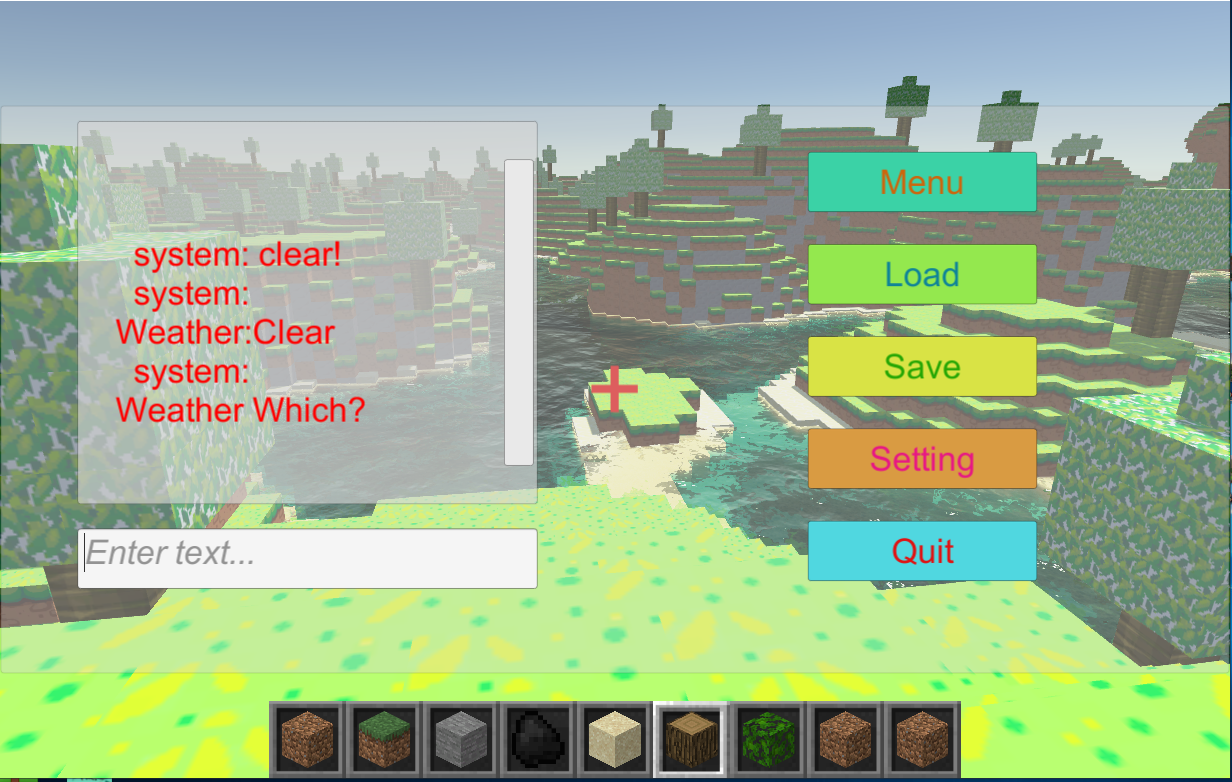 system: clear!
system:
Weather:Clear
system:
Weather Which?
Enter text...
Menu
Load
Save
Setting
Quit